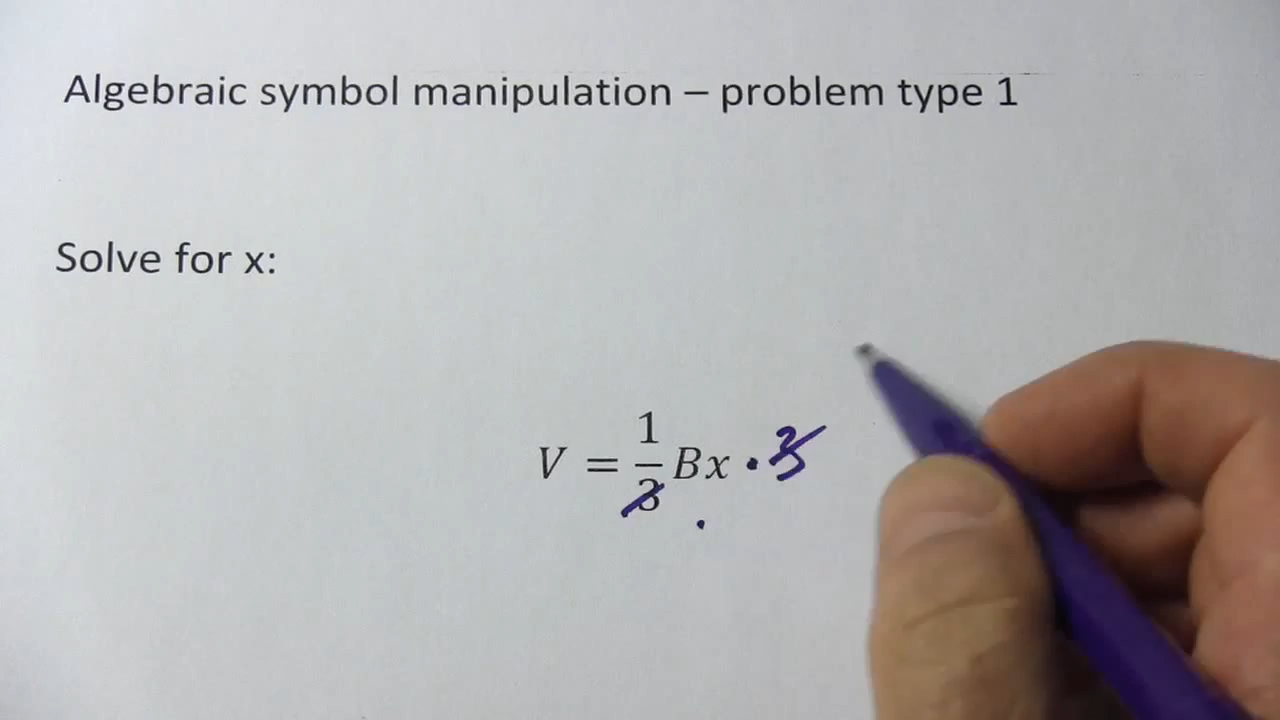 Algebraic symbol manipulation – problem type 1
Solve for x:
V = 1/3 Bx · 3